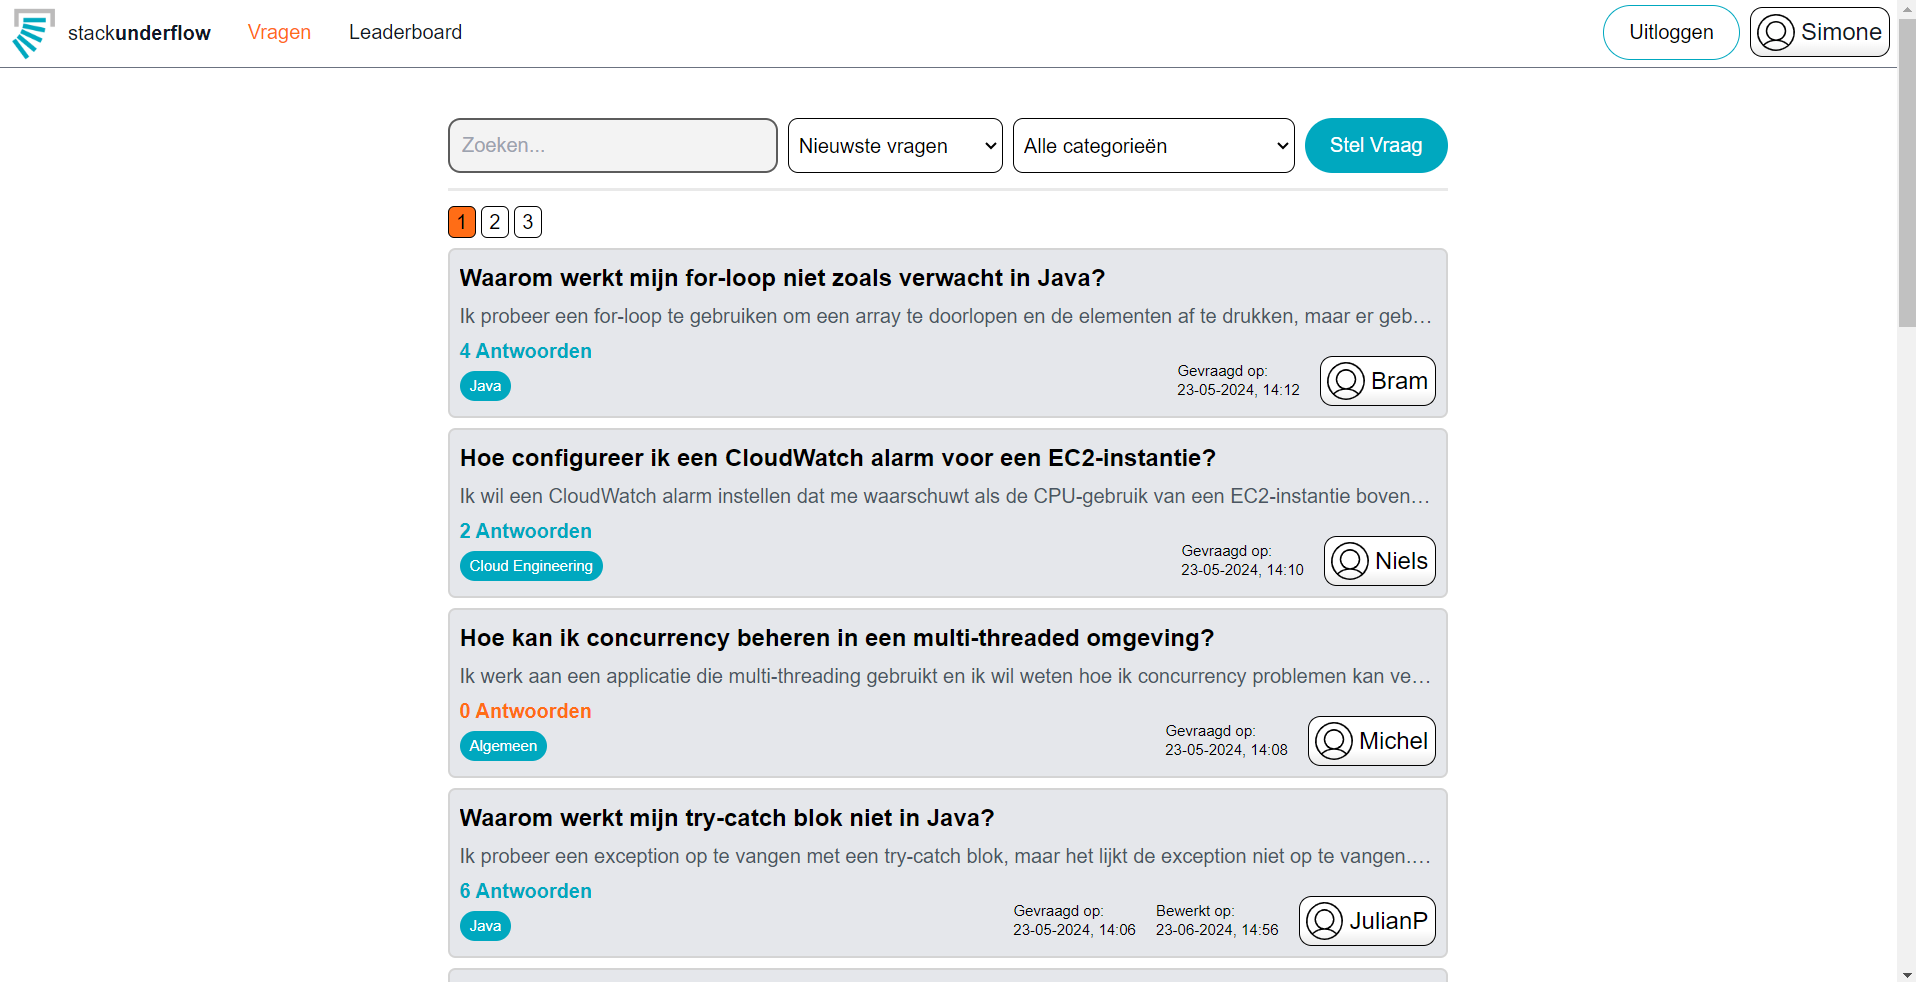 stackunderflow Vragen Leaderboard Uitloggen Simone
Zoeken... Nieuwste vragen Alle categorieën Stel Vraag
1 2 3
Waarom werkt mijn for-loop niet zoals verwacht in Java?
Ik probeer een for-loop te gebruiken om een array te doorlopen en de elementen af te drukken, maar er geb…
4 Antwoorden
Java
Gevraagd op:
23-05-2024, 14:12
Bram
Hoe configureer ik een CloudWatch alarm voor een EC2-instantie?
Ik wil een CloudWatch alarm instellen dat me waarschuwt als de CPU-gebruik van een EC2-instantie boven…
2 Antwoorden
Cloud Engineering
Gevraagd op:
23-05-2024, 14:10
Niels
Hoe kan ik concurrency beheren in een multi-threaded omgeving?
Ik werk aan een applicatie die multi-threading gebruikt en ik wil weten hoe ik concurrency problemen kan ve…
0 Antwoorden
Algemeen
Gevraagd op:
23-05-2024, 14:08
Michel
Waarom werkt mijn try-catch blok niet in Java?
Ik probeer een exception op te vangen met een try-catch blok, maar het lijkt de exception niet op te vangen.…
6 Antwoorden
Java
Gevraagd op:
23-05-2024, 14:06
Bewerkt op:
23-06-2024, 14:56
JulianP